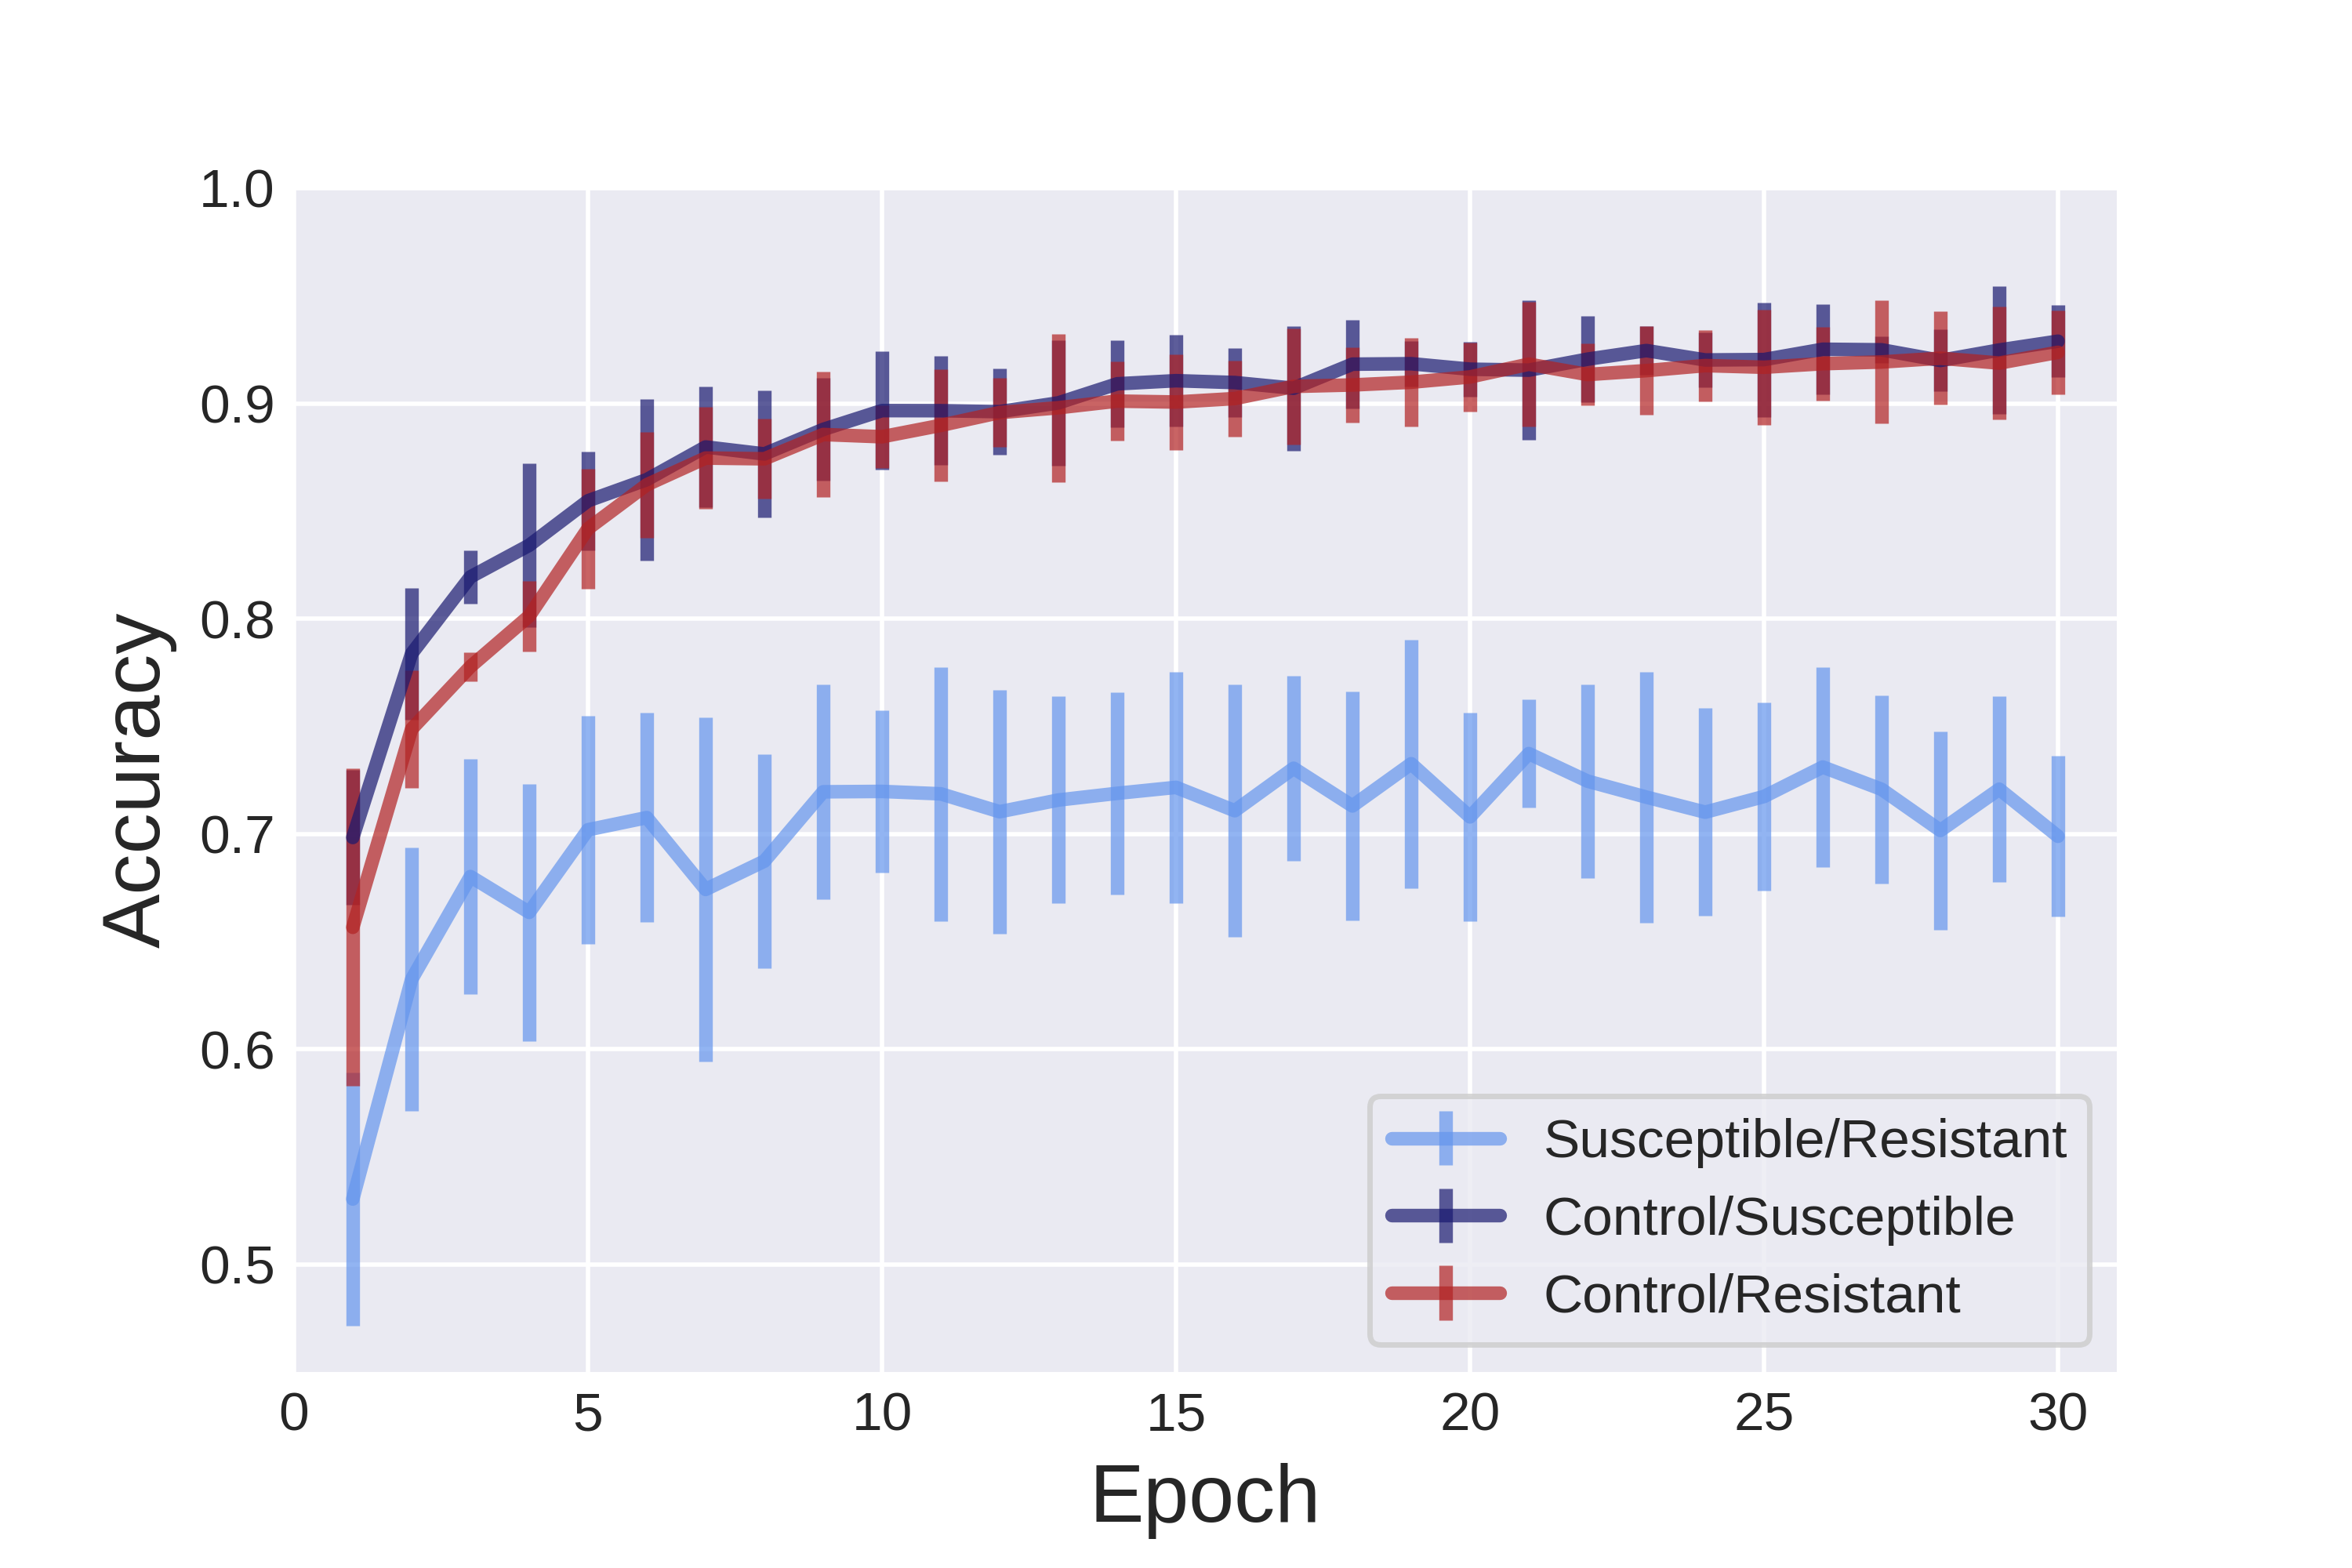 1.0
0.9
0.8
0.7
0.6
0.5
Accuracy
Susceptible/Resistant
Control/Susceptible
Control/Resistant
0 5 10 15 20 25 30
Epoch